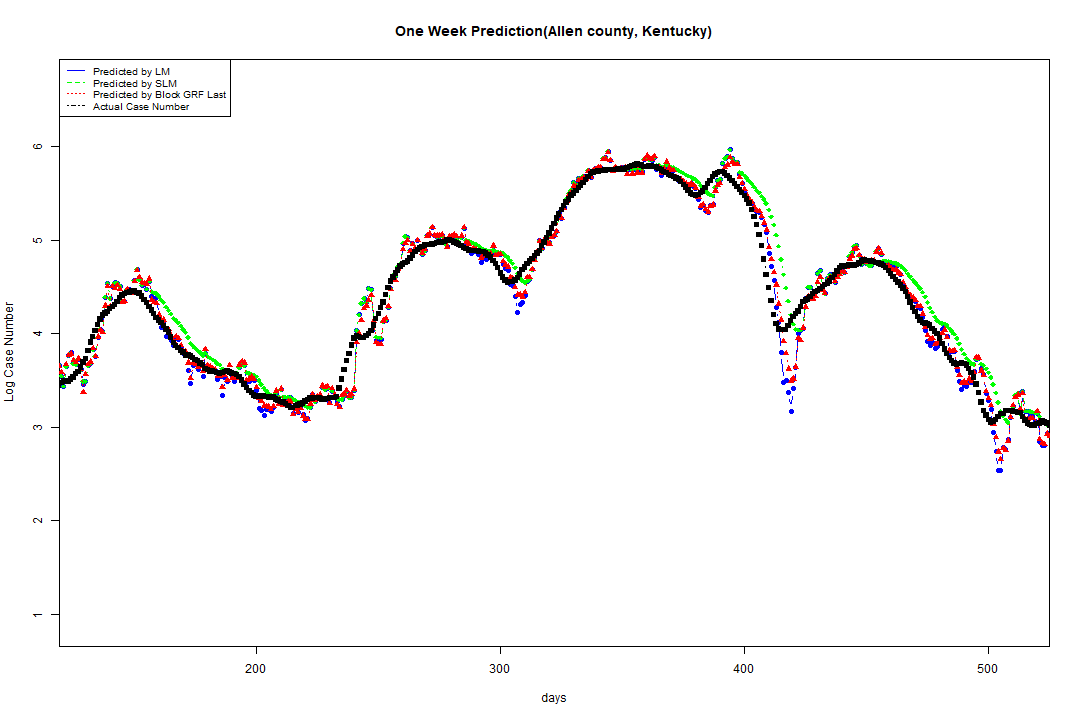 One Week Prediction(Allen county, Kentucky)
Predicted by LM
Predicted by SLM
Predicted by Block GRF Last
Actual Case Number
6
5
4
3
2
1
Log Case Number
200 300 400 500
days